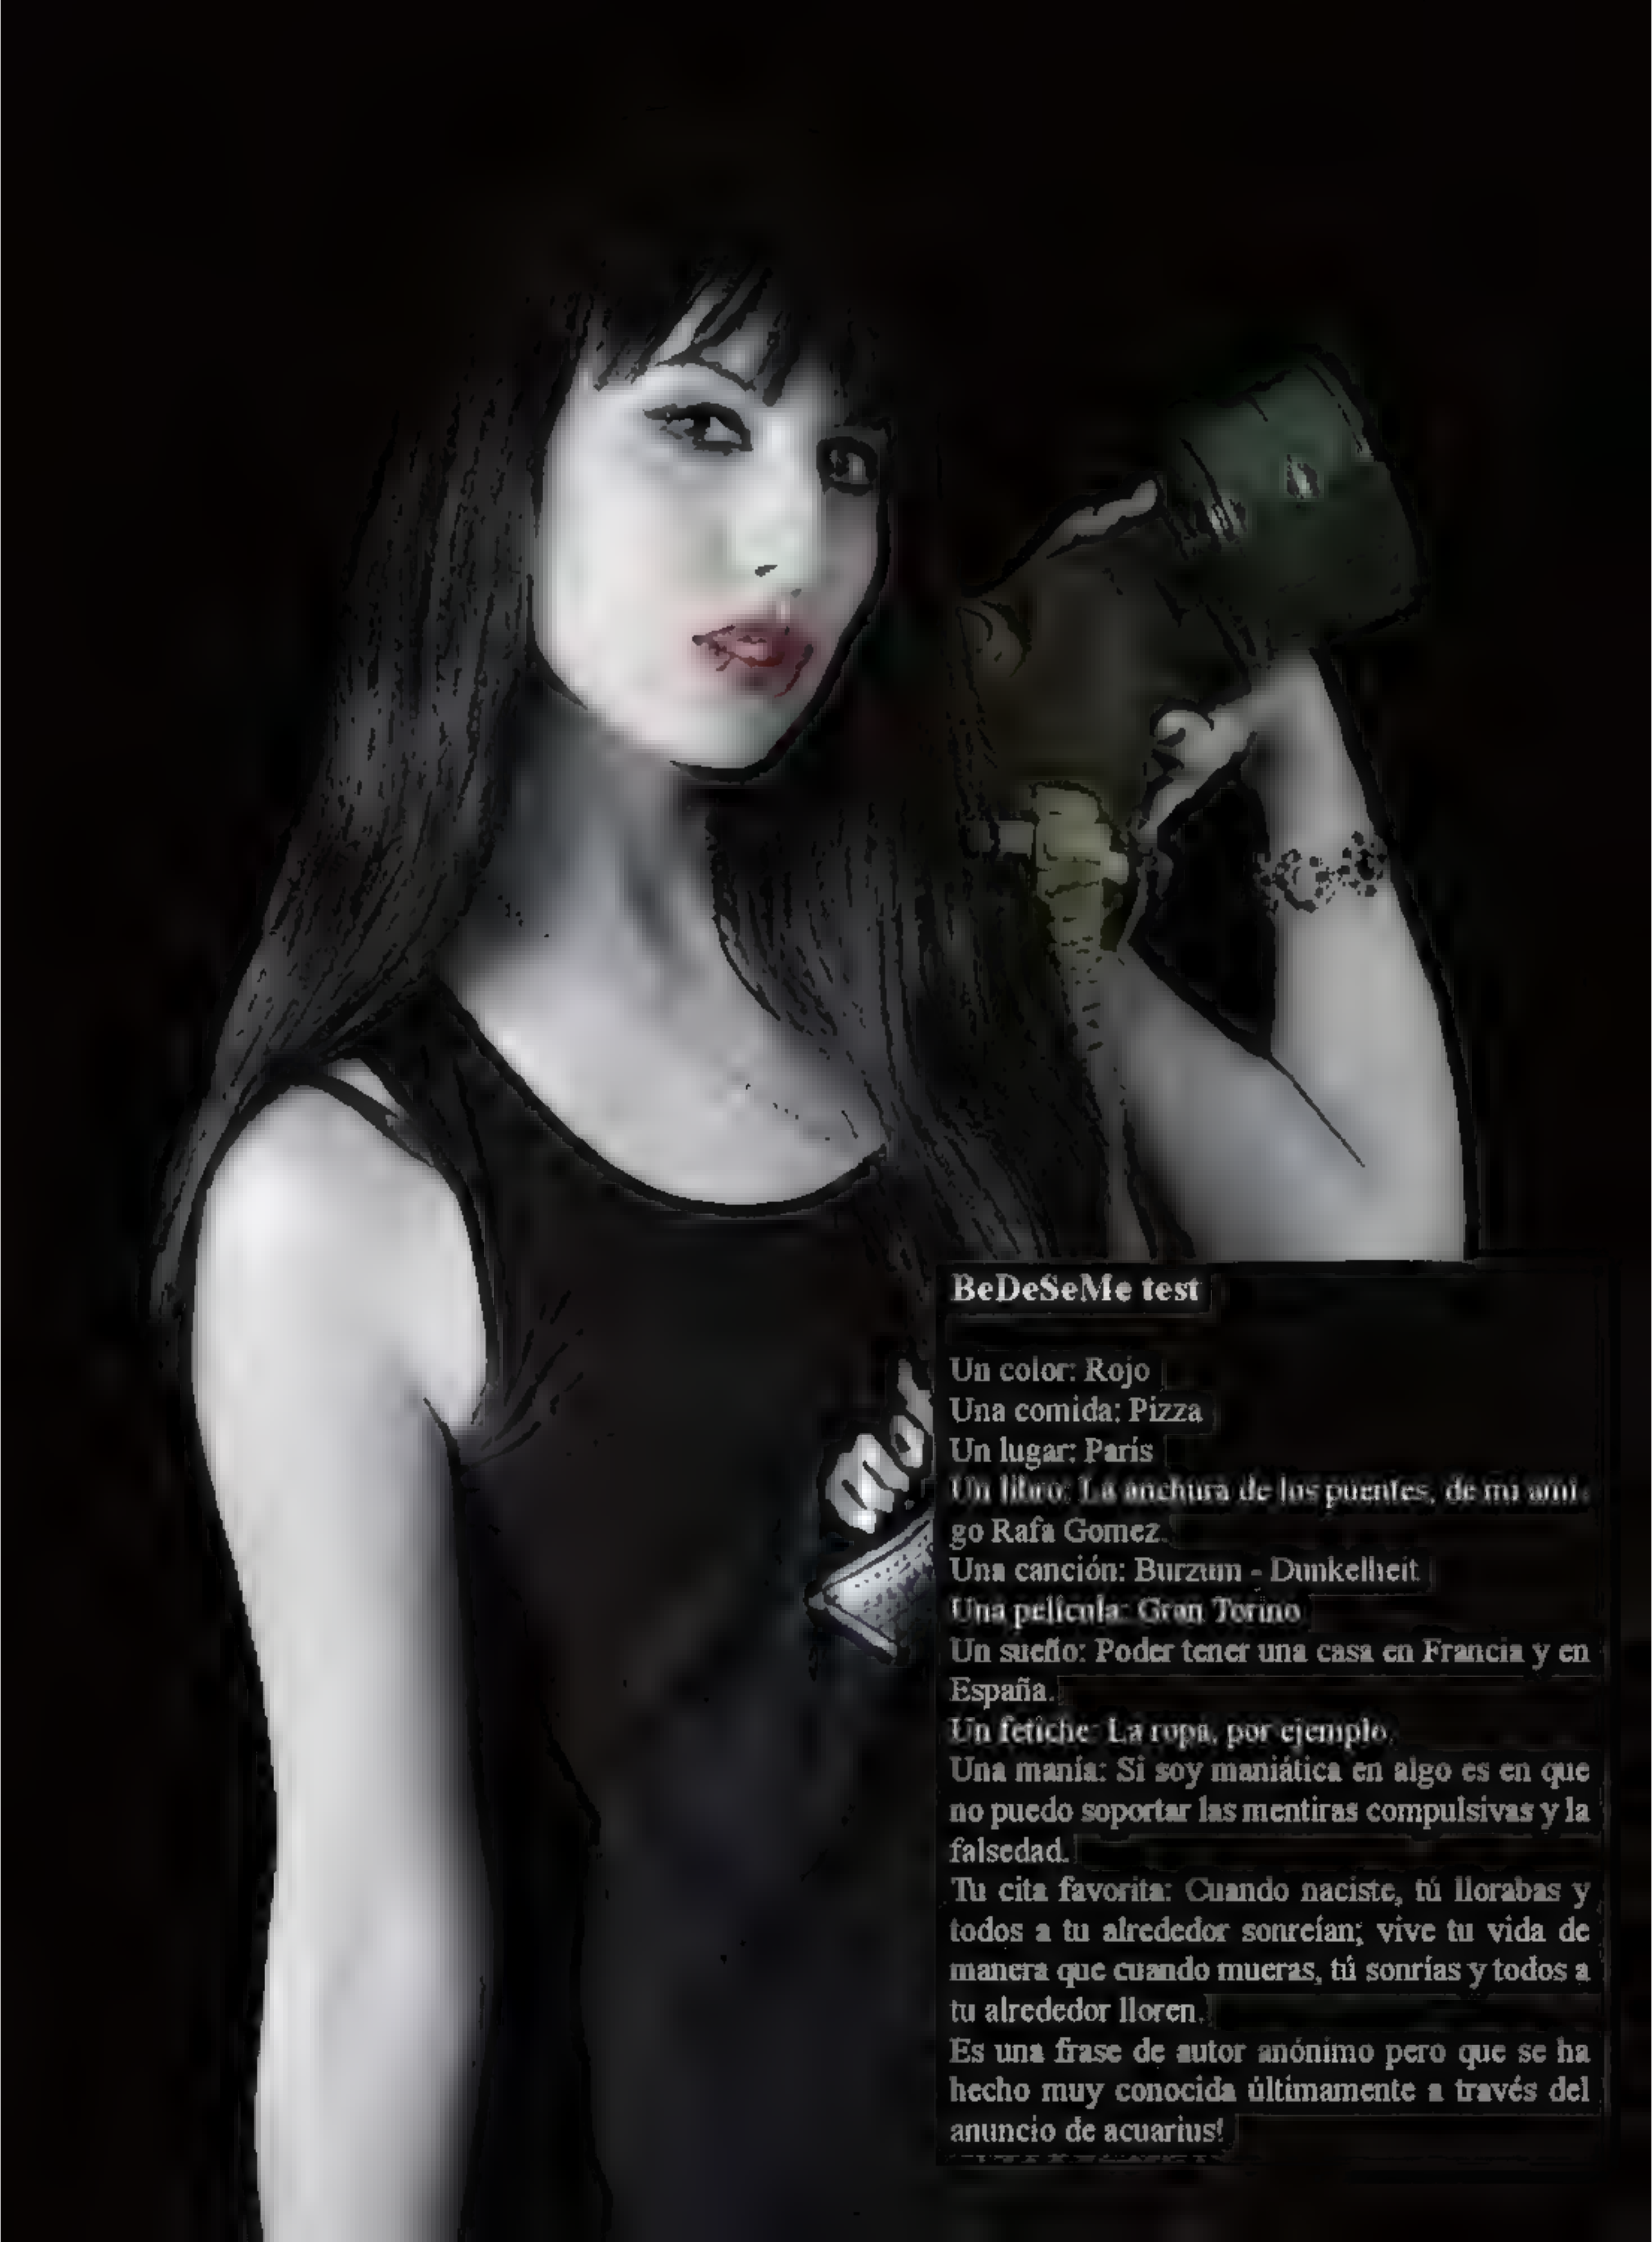 BeDeSeMe test
Un color: Rojo
Una comida: Pizza
Un lugar: París
Un libro: La anchura de los puentes, de mi ami-
go Rafa Gomez.
Una canción: Burzum - Dunkelheit
Una película: Gran Torino
Un sueño: Poder tener una casa en Francia y en
España.
Un fetiche: La ropa, por ejemplo.
Una manía: Si soy maniática en algo es en que
no puedo soportar las mentiras compulsivas y la
falsedad.
Tu cita favorita: Cuando naciste, tú llorabas y
todos a tu alrededor sonreían; vive tu vida de
manera que cuando mueras, tú sonrías y todos a
tu alrededor lloren.
Es una frase de autor anónimo pero que se ha
hecho muy conocida últimamente a través del
anuncio de acuarius!